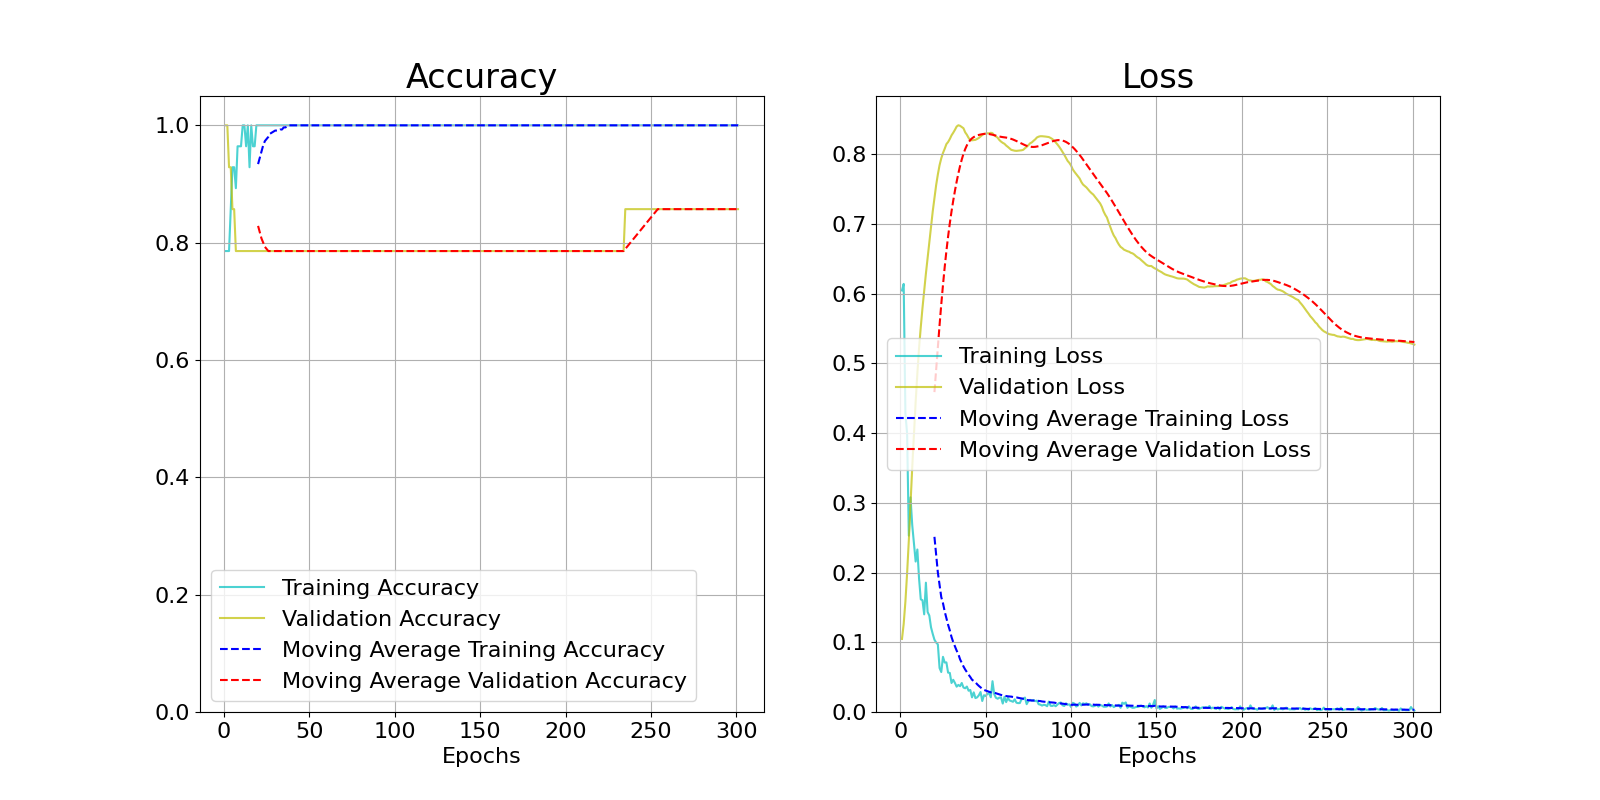 Accuracy
1.0
0.8
0.6
0.4
0.2
0.0
Training Accuracy
Validation Accuracy
Moving Average Training Accuracy
Moving Average Validation Accuracy
0 50 100 150 200 250 300
Epochs
Loss
0.8
0.7
0.6
0.5
0.4
0.3
0.2
0.1
0.0
Training Loss
Validation Loss
Moving Average Training Loss
Moving Average Validation Loss
0 50 100 150 200 250 300
Epochs